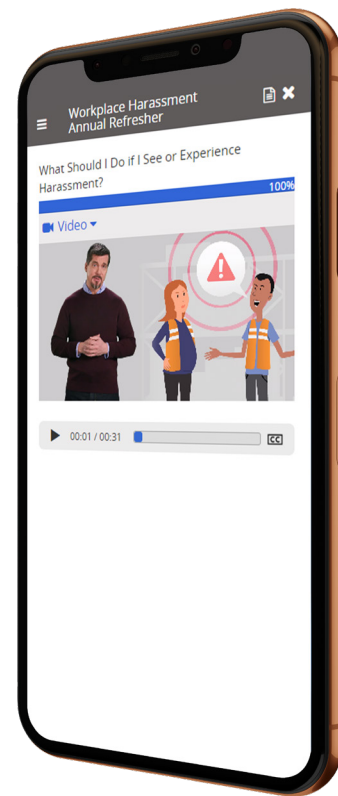 Workplace Harassment
Annual Refresher
What Should I Do if I See or Experience
Harassment?
100%
Video
00:01 / 00:31
CC